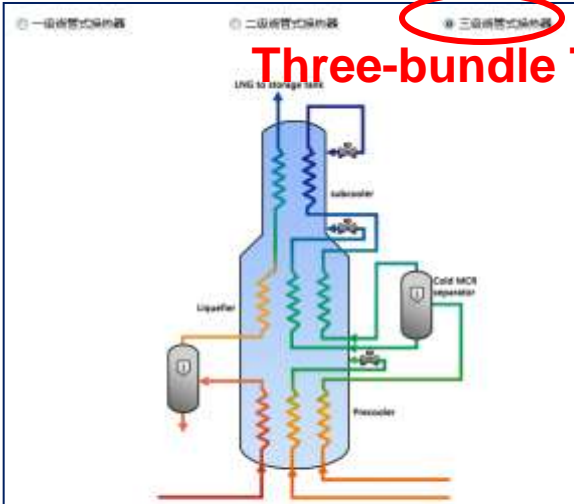 一级绕管式换热器
二级绕管式换热器
三级绕管式换热器
Three-bundle T
LNG to storage tank
subcooler
Cold MCR
separator
Liquefier
Precooler